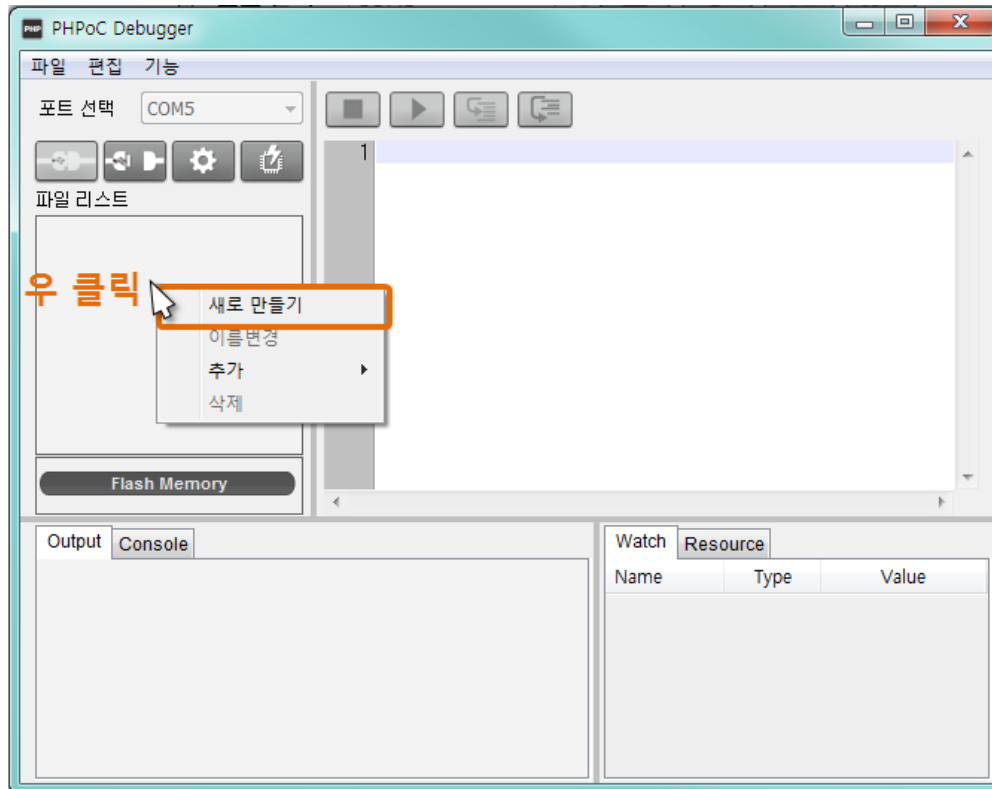 PHP PHPoC Debugger
파일 편집 기능
포트 선택 COM5
파일 리스트
1
우 클릭
새로 만들기
이름변경
추가
삭제
Flash Memory
Output Console
Watch Resource
Name Type Value